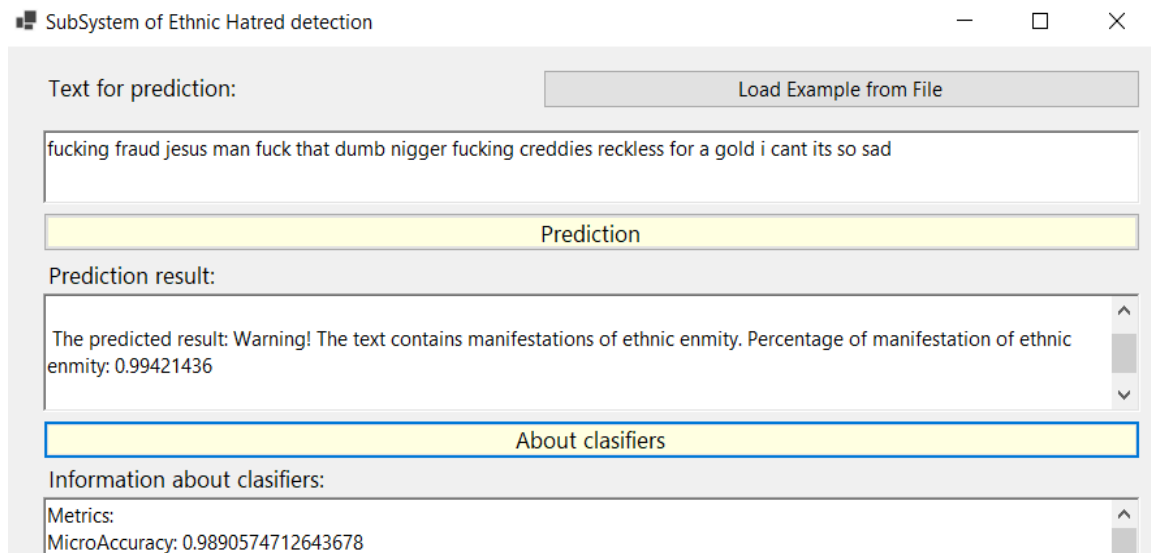 SubSystem of Ethnic Hatred detection
Text for prediction:
Load Example from File
fucking fraud jesus man fuck that dumb nigger fucking creddies reckless for a gold i cant its so sad
Prediction
Prediction result:
The predicted result: Warning! The text contains manifestations of ethnic enmity. Percentage of manifestation of ethnic
enmity: 0.99421436
About clasifiers
Information about clasifiers:
Metrics:
MicroAccuracy: 0.9890574712643678